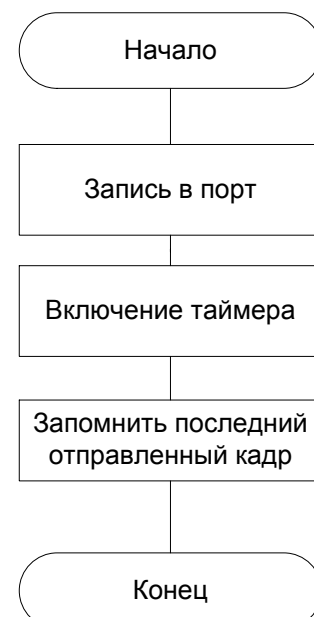 Начало
Запись в порт
Включение таймера
Запомнить последний
отправленный кадр
Конец